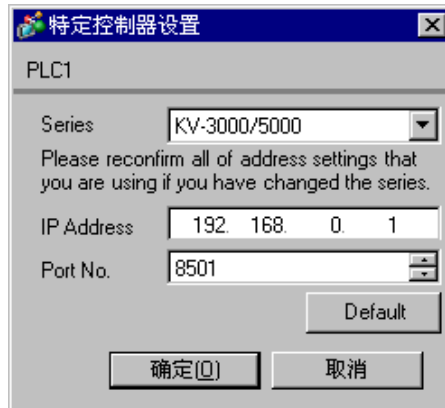 特定控制器设置
PLC1
Series KV-3000/5000
Please reconfirm all of address settings that
you are using if you have changed the series.
IP Address 192. 168. 0. 1
Port No. 8501
Default
确定(O) 取消